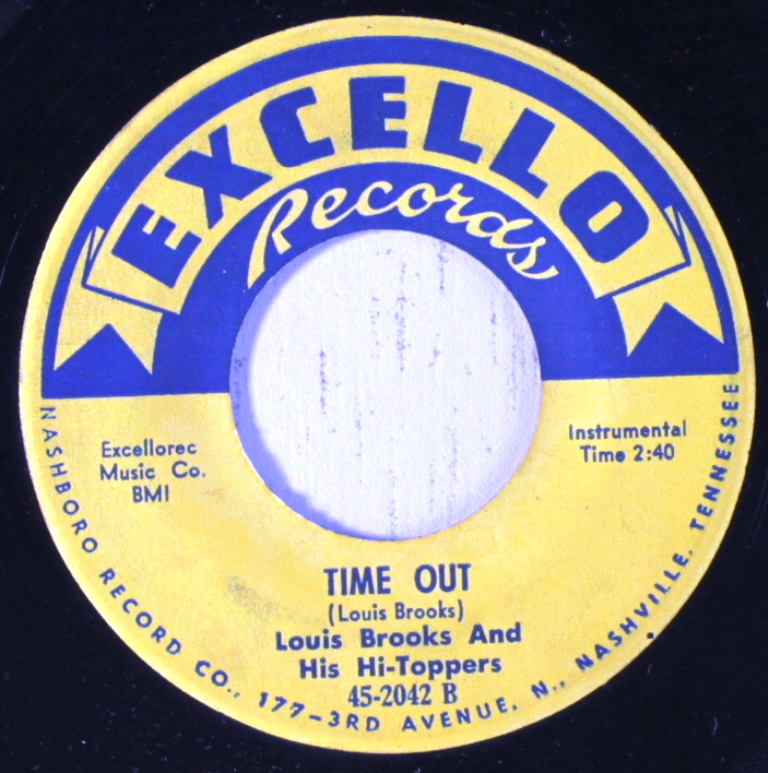 EXCELLO
Records
Excellorec
Music Co.
BMI
Instrumental
Time 2:40
TIME OUT
(Louis Brooks)
Louis Brooks And
His Hi-Toppers
45-2042 B
NASHBORO RECORD CO., 177-3RD AVENUE, N., NASHVILLE, TENNESSEE